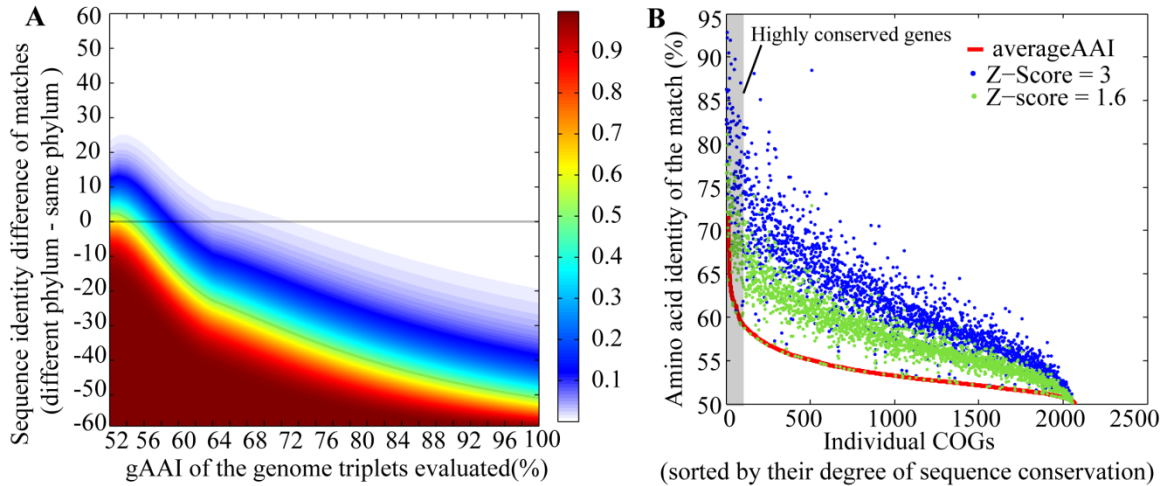 A
Sequence identity difference of matches
(different phylum - same phylum )
60
50
40
30
20
10
0
-10
-20
-30
-40
-50
-60
52 56 60 64 68 72 76 80 84 88 92 96 100
gAAI of the genome triplets evaluated(%)
0.9
0.8
0.7
0.6
0.5
0.4
0.3
0.2
0.1
B
Amino acid identity of the match (%)
95
90
85
80
75
70
65
60
55
50
Highly conserved genes
averageAAI
Z-Score = 3
Z-score = 1.6
0 500 1000 1500 2000 2500
Individual COGs
(sorted by their degree of sequence conservation)